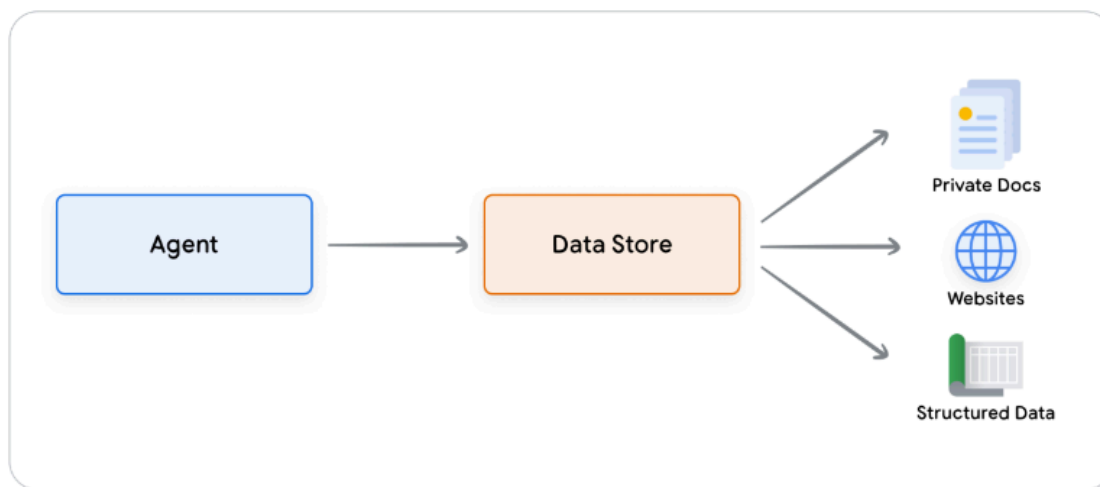 Agent
Data Store
Private Docs
Websites
Structured Data